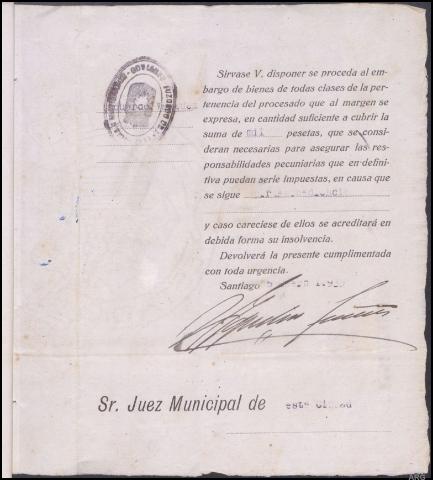 Sírvase V. disponer se proceda al em-
bargo de bienes de todas clases de la per-
tenencia del procesado que al margen se
expresa, en cantidad suficiente a cubrir la
suma de mil pesetas, que se consi-
deran necesarias para asegurar las res-
ponsabilidades pecuniarias que en defini-
tiva puedan serle impuestas, en causa que
se sigue
y caso careciese de ellos se acreditará en
debida forma su insolvencia.
Devolverá la presente cumplimentada
con toda urgencia.
Santiago
Sr. Juez Municipal de esta ciudad
ARG